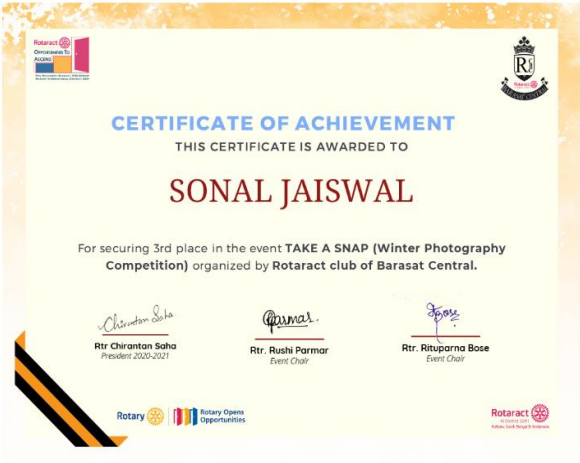 Rotaract
OPPORTUNITIES TO
ASCEND
R
Rotaract
BARASAT CENTRAL
CERTIFICATE OF ACHIEVEMENT
THIS CERTIFICATE IS AWARDED TO
SONAL JAISWAL
For securing 3rd place in the event TAKE A SNAP (Winter Photography
Competition) organized by Rotaract club of Barasat Central.
Chirantan Saha
Parmar.
Bose
Rtr Chirantan Saha
President 2020-2021
Rtr. Rushi Parmar
Event Chair
Rtr. Rituparna Bose
Event Chair
Rotary
Rotary Opens
Opportunities
Rotaract